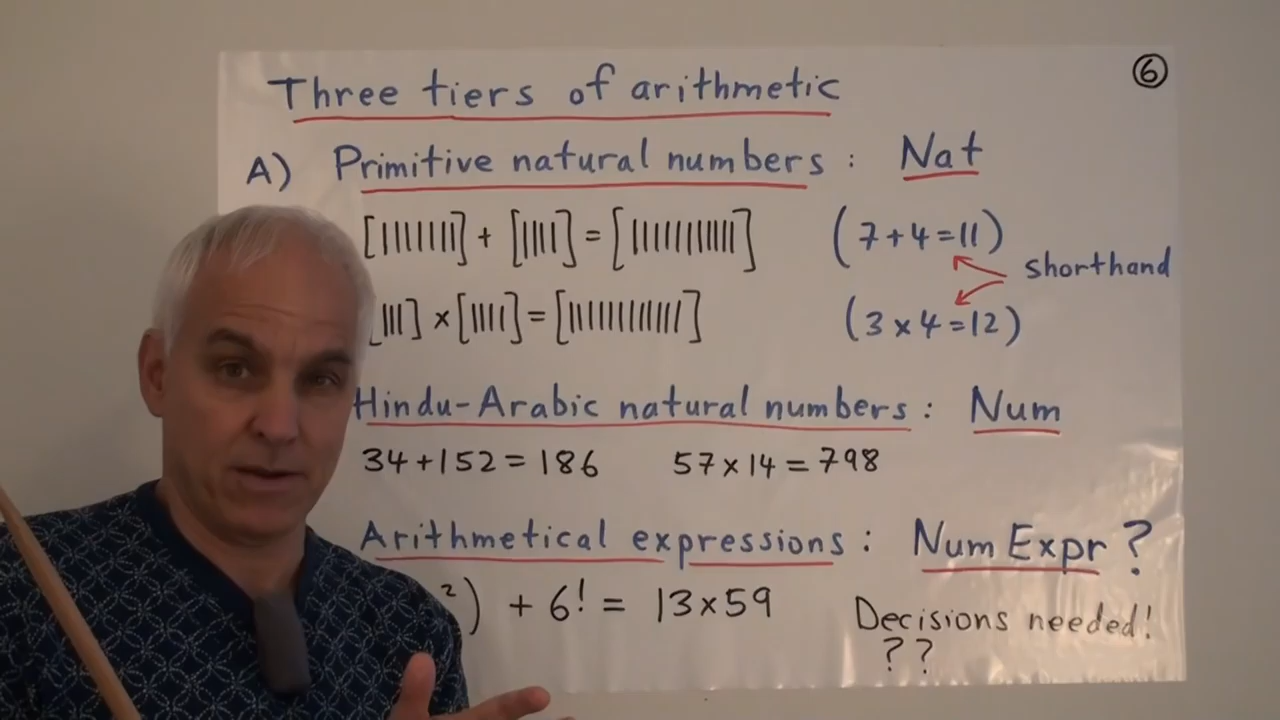 Three tiers of arithmetic
⑥
A) Primitive natural numbers : Nat
[|||||||] + [||||] = [|||||||||||] (7+4=11)
shorthand
[|||] × [||||] = [||||||||||||] (3×4=12)
Hindu-Arabic natural numbers : Num
34+152=186 57×14=798
Arithmetical expressions : Num Expr ?
²) + 6! = 13×59
Decisions needed!
??